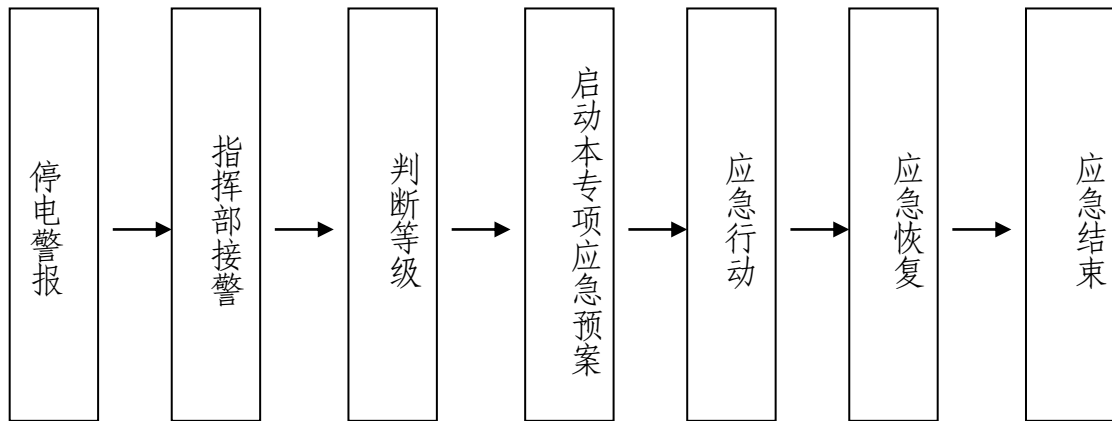 停电警报
指挥部接警
判断等级
启动本专项应急预案
应急行动
应急恢复
应急结束